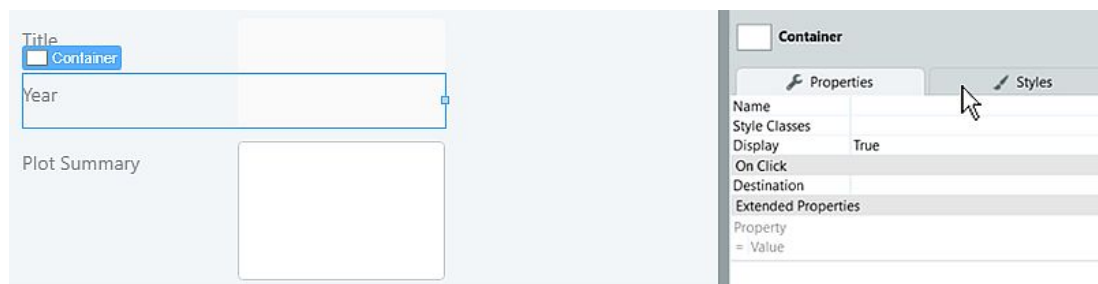 Title
Container
Year
Plot Summary
Container
Properties
Styles
Name
Style Classes
Display True
On Click
Destination
Extended Properties
Property
= Value